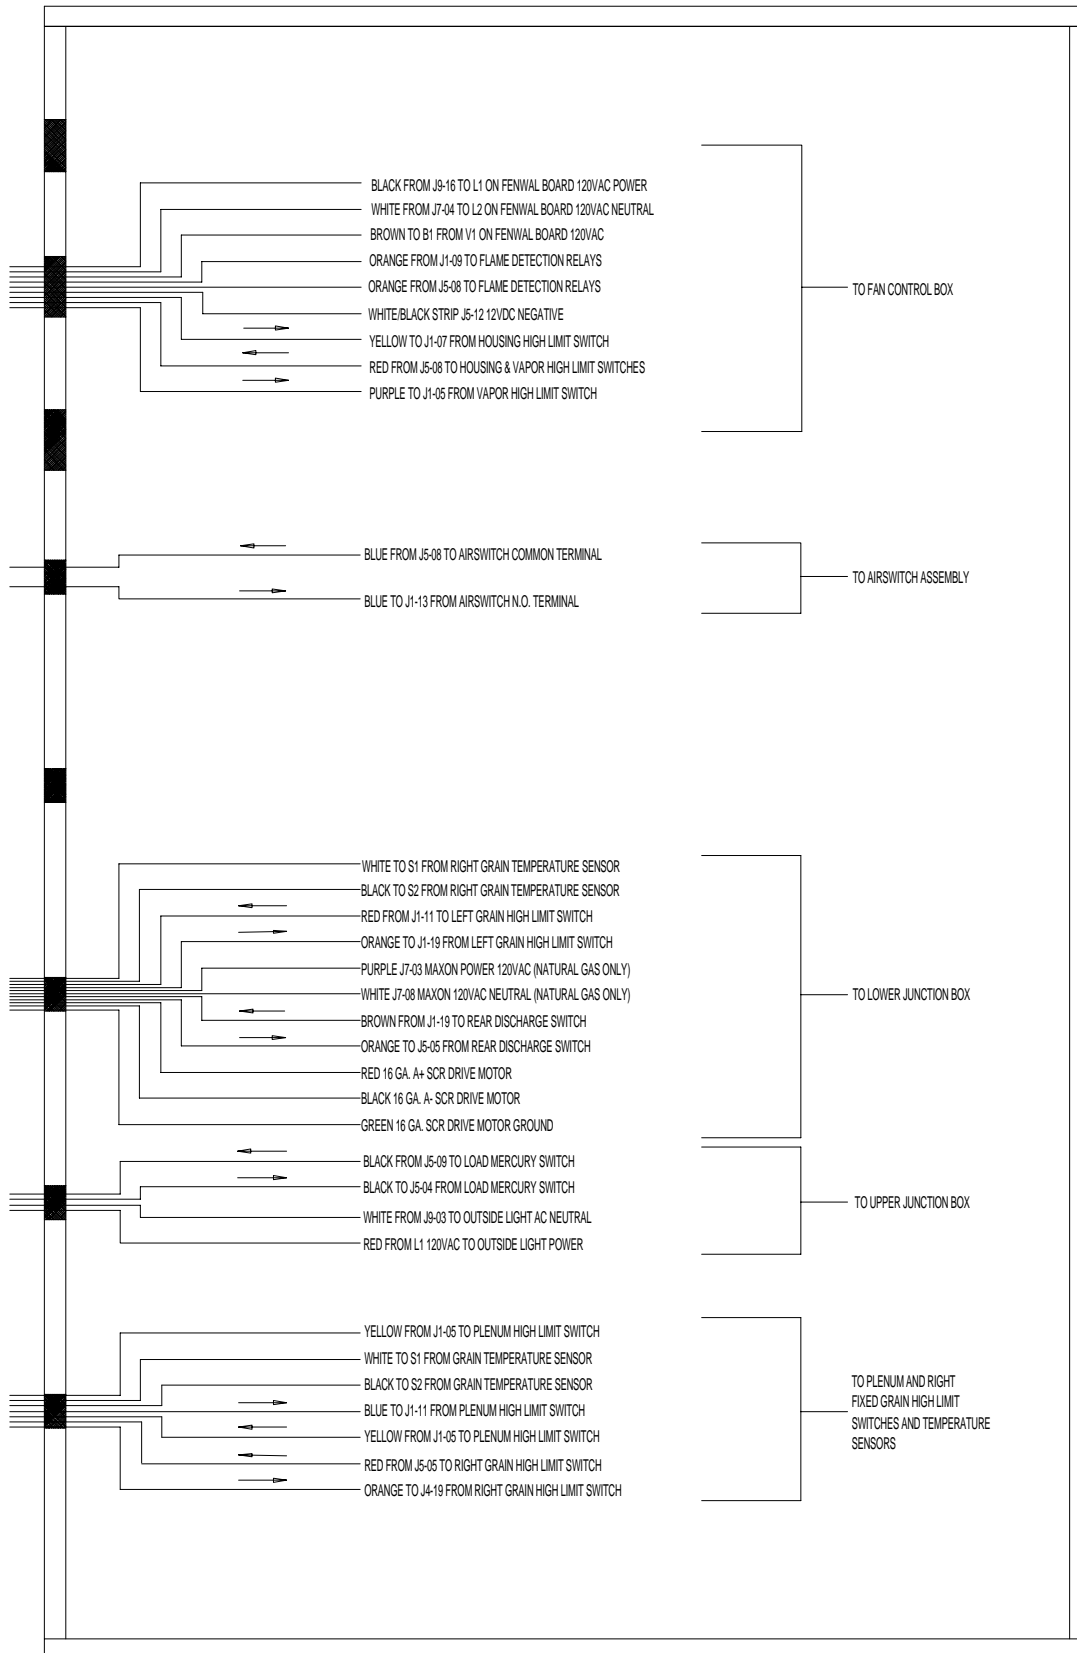 BLACK FROM J9-16 TO L1 ON FENWAL BOARD 120VAC POWER
WHITE FROM J7-04 TO L2 ON FENWAL BOARD 120VAC NEUTRAL
BROWN TO B1 FROM V1 ON FENWAL BOARD 120VAC
ORANGE FROM J1-09 TO FLAME DETECTION RELAYS
ORANGE FROM J5-08 TO FLAME DETECTION RELAYS
WHITE/BLACK STRIP J5-12 12VDC NEGATIVE
YELLOW TO J1-07 FROM HOUSING HIGH LIMIT SWITCH
RED FROM J5-08 TO HOUSING & VAPOR HIGH LIMIT SWITCHES
PURPLE TO J1-05 FROM VAPOR HIGH LIMIT SWITCH
TO FAN CONTROL BOX
BLUE FROM J5-08 TO AIRSWITCH COMMON TERMINAL
BLUE TO J1-13 FROM AIRSWITCH N.O. TERMINAL
TO AIRSWITCH ASSEMBLY
WHITE TO S1 FROM RIGHT GRAIN TEMPERATURE SENSOR
BLACK TO S2 FROM RIGHT GRAIN TEMPERATURE SENSOR
RED FROM J1-11 TO LEFT GRAIN HIGH LIMIT SWITCH
ORANGE TO J1-19 FROM LEFT GRAIN HIGH LIMIT SWITCH
PURPLE J7-03 MAXON POWER 120VAC (NATURAL GAS ONLY)
WHITE J7-08 MAXON 120VAC NEUTRAL (NATURAL GAS ONLY)
BROWN FROM J1-19 TO REAR DISCHARGE SWITCH
ORANGE TO J5-05 FROM REAR DISCHARGE SWITCH
RED 16 GA. A+ SCR DRIVE MOTOR
BLACK 16 GA. A- SCR DRIVE MOTOR
GREEN 16 GA. SCR DRIVE MOTOR GROUND
TO LOWER JUNCTION BOX
BLACK FROM J5-09 TO LOAD MERCURY SWITCH
BLACK TO J5-04 FROM LOAD MERCURY SWITCH
WHITE FROM J9-03 TO OUTSIDE LIGHT AC NEUTRAL
RED FROM L1 120VAC TO OUTSIDE LIGHT POWER
TO UPPER JUNCTION BOX
YELLOW FROM J1-05 TO PLENUM HIGH LIMIT SWITCH
WHITE TO S1 FROM GRAIN TEMPERATURE SENSOR
BLACK TO S2 FROM GRAIN TEMPERATURE SENSOR
BLUE TO J1-11 FROM PLENUM HIGH LIMIT SWITCH
YELLOW FROM J1-05 TO PLENUM HIGH LIMIT SWITCH
RED FROM J5-05 TO RIGHT GRAIN HIGH LIMIT SWITCH
ORANGE TO J4-19 FROM RIGHT GRAIN HIGH LIMIT SWITCH
TO PLENUM AND RIGHT
FIXED GRAIN HIGH LIMIT
SWITCHES AND TEMPERATURE
SENSORS